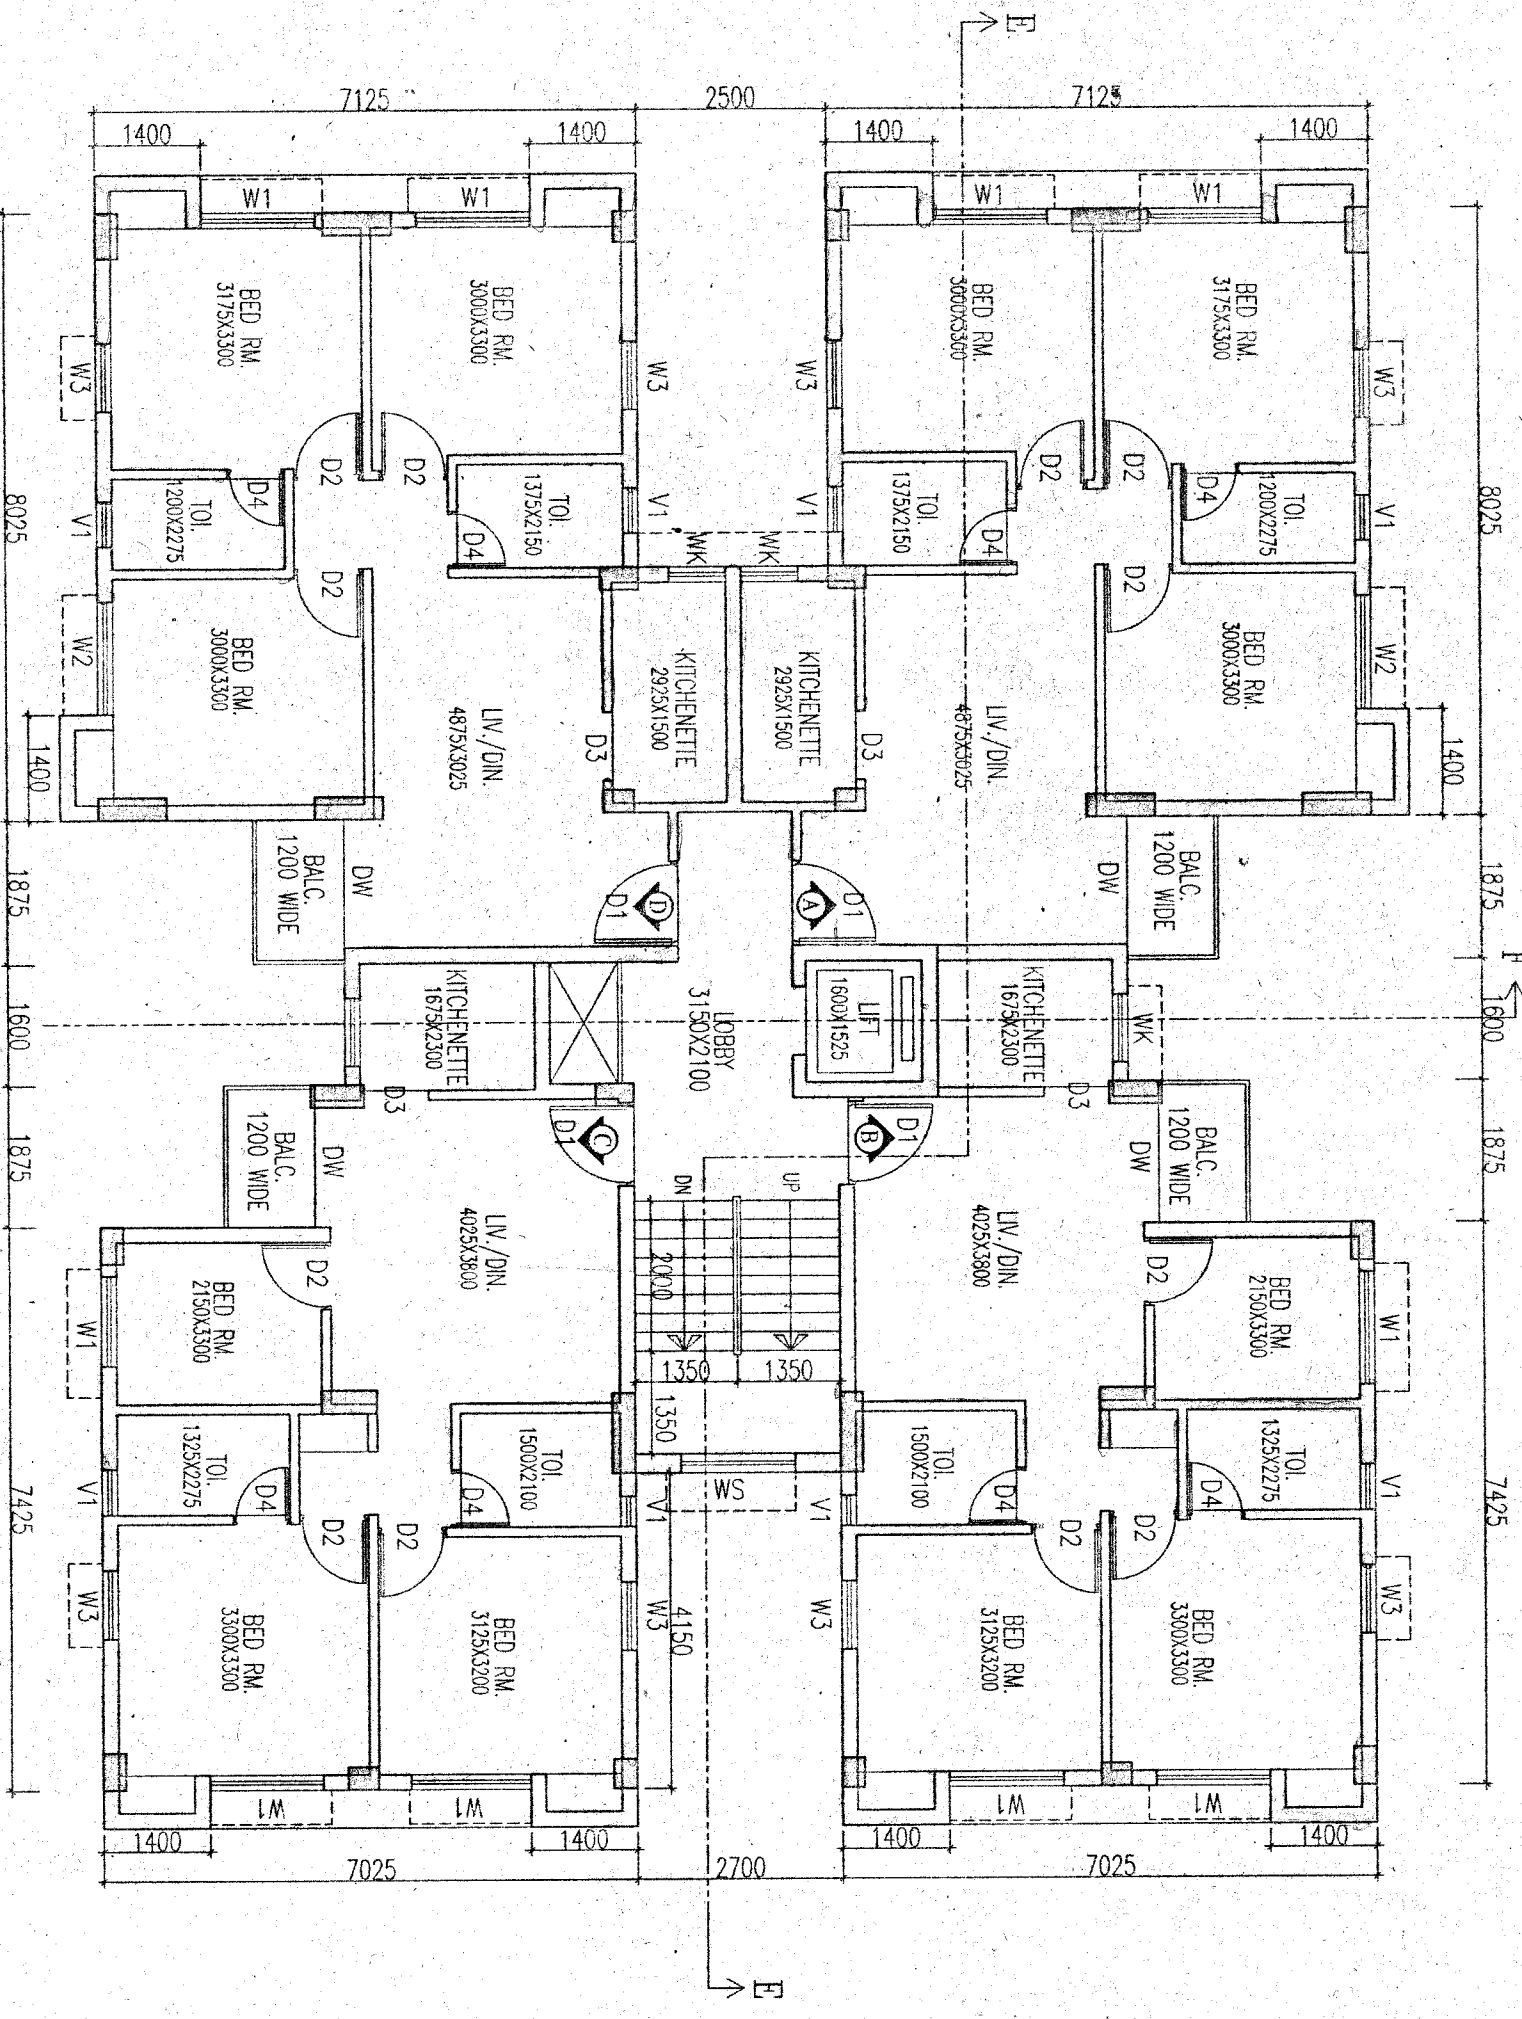 E
7125
2500
7125
1400
1400
1400
1400
W1
W1
W1
W1
BED RM.
3175X3300
BED RM.
3000X3300
BED RM.
3000X3300
BED RM.
3175X3300
W3
W3
W3
W3
D2
D2
D2
D2
8025
V1
TOI.
1200X2275
D4
D4
TOI.
1375X2150
V1
V1
TOI.
1375X2150
D4
D4
TOI.
1200X2275
V1
8025
WK
WK
D2
D2
W2
BED RM.
3000X3300
LIV./DIN.
4875X3025
KITCHENETTE
2925X1500
KITCHENETTE
2925X1500
LIV./DIN.
4875X3025
BED RM.
3000X3300
W2
D3
D3
1400
1400
1875
BALC.
1200 WIDE
DW
D1
D
A
D1
DW
BALC.
1200 WIDE
1875
1600
KITCHENETTE
1675X2300
LOBBY
3150X2100
LIFT
1600X1525
KITCHENETTE
1675X2300
WK
1600
D3
D3
1875
BALC.
1200 WIDE
DW
D1
C
B
D1
DW
BALC.
1200 WIDE
1875
DN
UP
LIV./DIN.
4025X3800
2000
LIV./DIN.
4025X3800
D2
D2
W1
BED RM.
2150X3300
1350
1350
BED RM.
2150X3300
W1
1350
7425
V1
TOI.
1325X2275
D4
D4
TOI.
1500X2100
V1
WS
V1
TOI.
1500X2100
D4
D4
TOI.
1325X2275
V1
7425
D2
D2
D2
D2
W3
BED RM.
3300X3300
BED RM.
3125X3200
W3
4150
W3
BED RM.
3125X3200
BED RM.
3300X3300
W3
W1
W1
W1
W1
1400
1400
1400
1400
7025
2700
7025
E